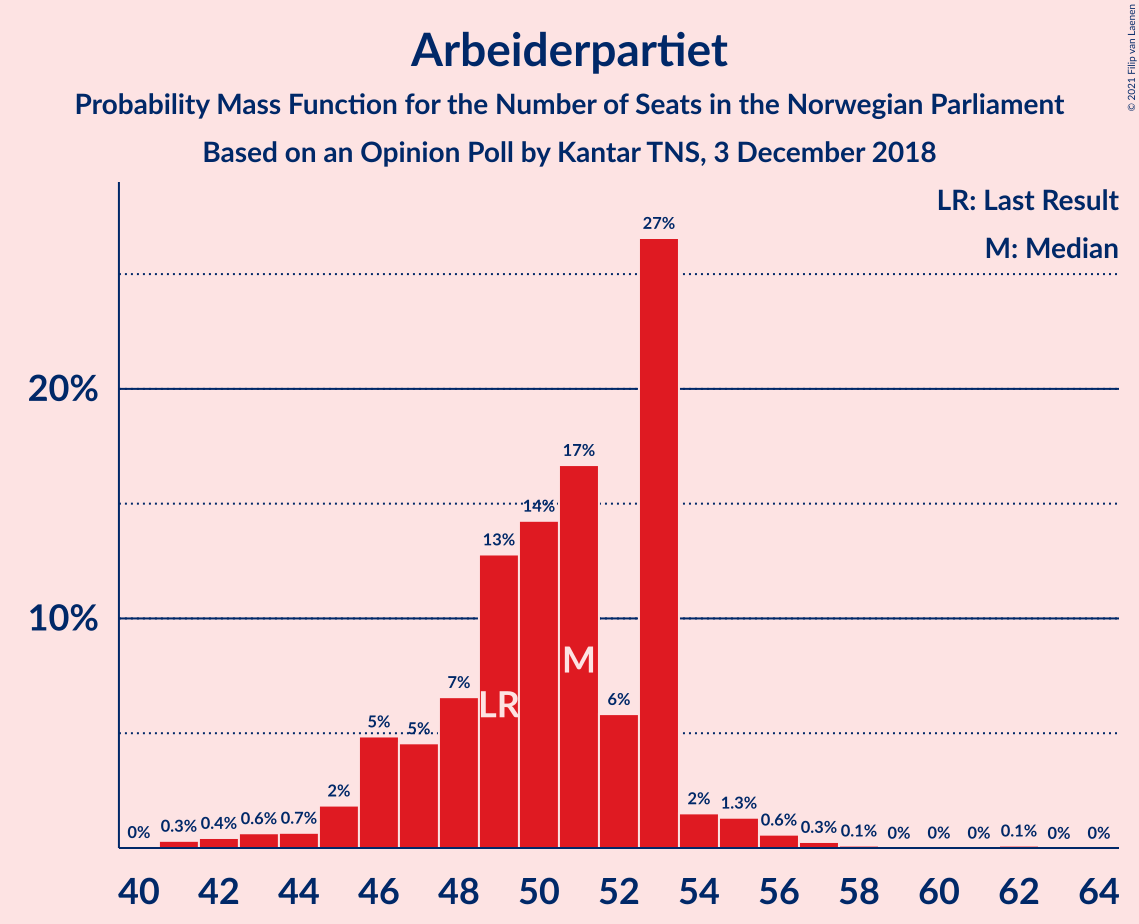 Arbeiderpartiet
Probability Mass Function for the Number of Seats in the Norwegian Parliament
Based on an Opinion Poll by Kantar TNS, 3 December 2018
© 2021 Filip van Laenen
LR: Last Result
M: Median
20%
10%
0% 0.3% 0.4% 0.6% 0.7% 2% 5% 5% 7% 13% 14% 17% 6% 27% 2% 1.3% 0.6% 0.3% 0.1% 0% 0% 0% 0.1% 0% 0%
LR M
40 42 44 46 48 50 52 54 56 58 60 62 64